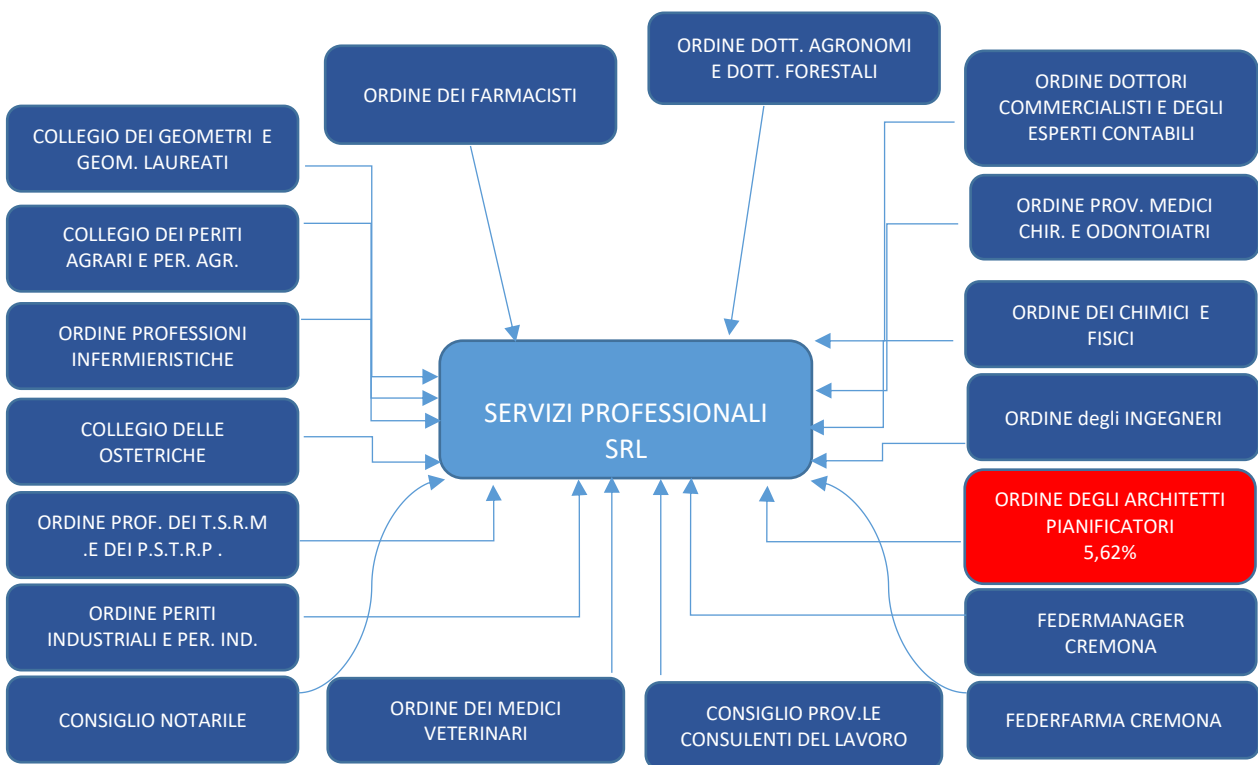 ORDINE DEI FARMACISTI
ORDINE DOTT. AGRONOMI
E DOTT. FORESTALI
ORDINE DOTTORI
COMMERCIALISTI E DEGLI
ESPERTI CONTABILI
COLLEGIO DEI GEOMETRI E
GEOM. LAUREATI
ORDINE PROV. MEDICI
CHIR. E ODONTOIATRI
COLLEGIO DEI PERITI
AGRARI E PER. AGR.
ORDINE DEI CHIMICI E
FISICI
ORDINE PROFESSIONI
INFERMIERISTICHE
SERVIZI PROFESSIONALI
SRL
ORDINE degli INGEGNERI
COLLEGIO DELLE
OSTETRICHE
ORDINE DEGLI ARCHITETTI
PIANIFICATORI
5,62%
ORDINE PROF. DEI T.S.R.M
.E DEI P.S.T.R.P .
ORDINE PERITI
INDUSTRIALI E PER. IND.
FEDERMANAGER
CREMONA
CONSIGLIO NOTARILE
ORDINE DEI MEDICI
VETERINARI
CONSIGLIO PROV.LE
CONSULENTI DEL LAVORO
FEDERFARMA CREMONA